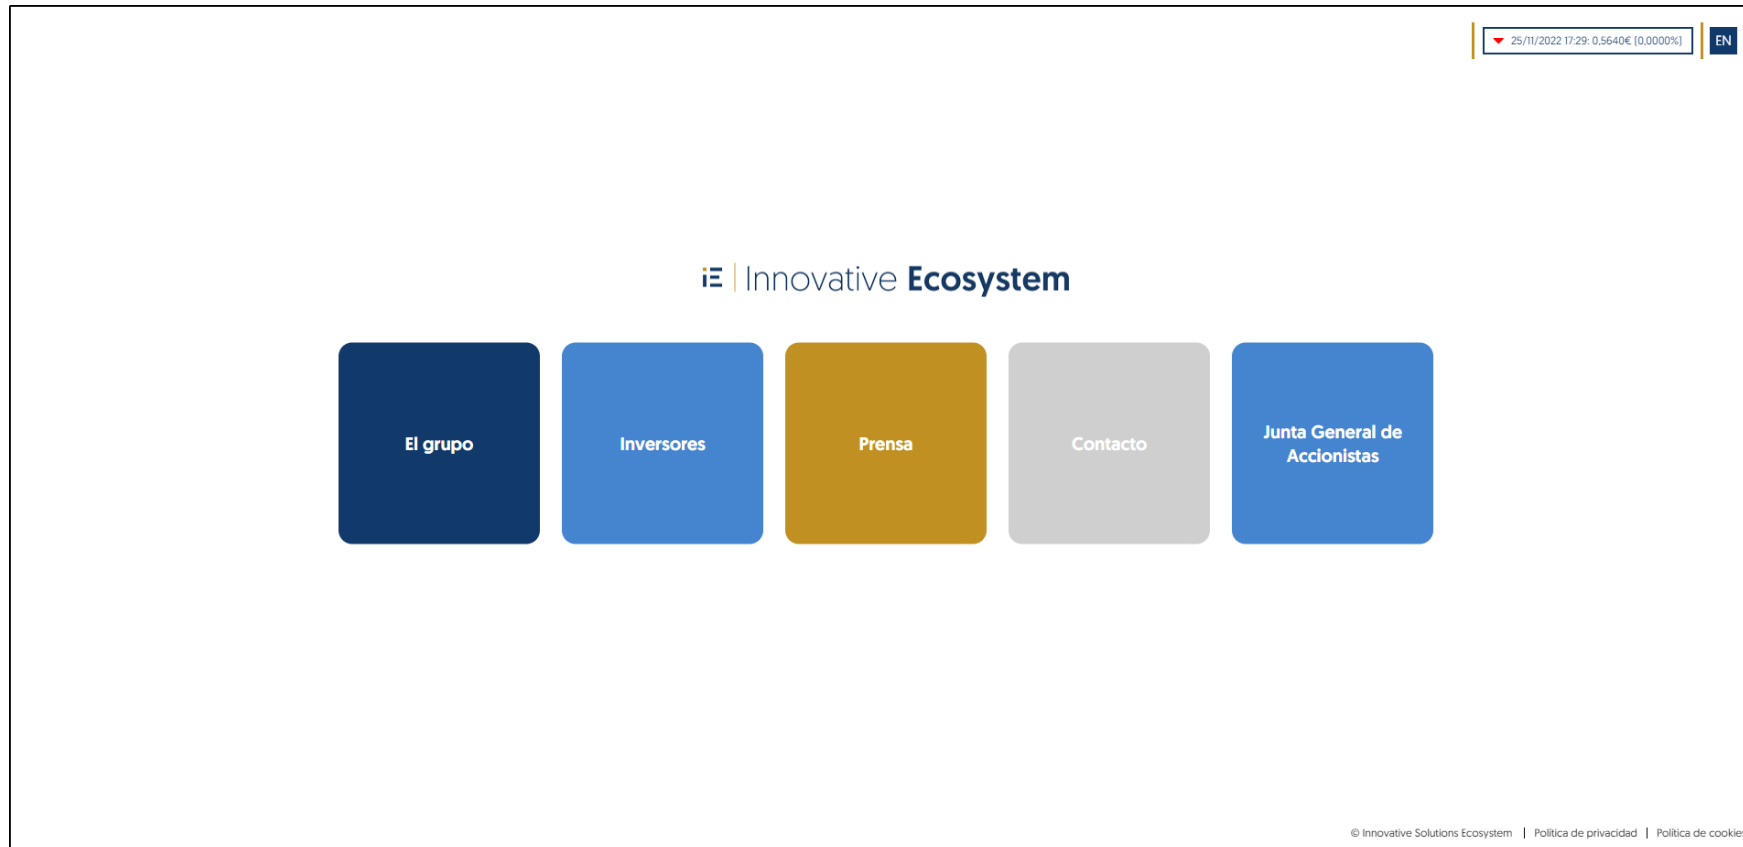 25/11/2022 17:29: 0,5640€ (0,0000%)
EN
iE | Innovative Ecosystem
El grupo
Inversores
Prensa
Contacto
Junta General de
Accionistas
© Innovative Solutions Ecosystem | Política de privacidad | Política de cookies